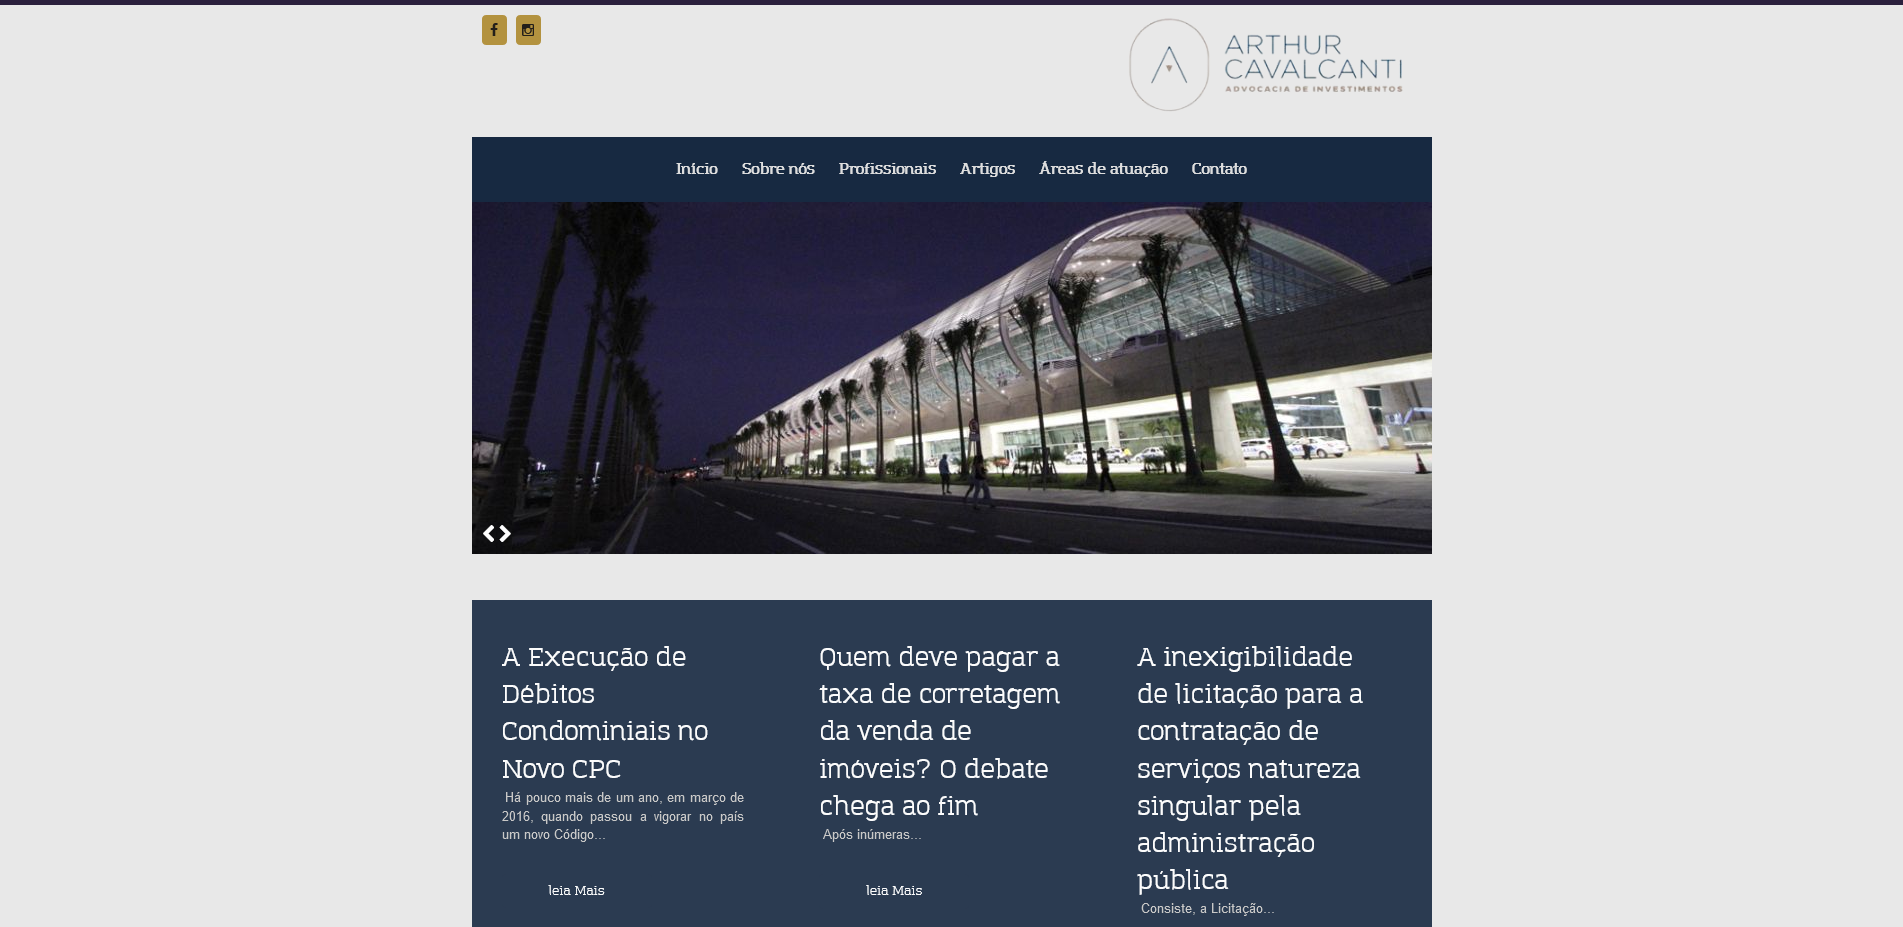 ARTHUR
CAVALCANTI
ADVOCACIA DE INVESTIMENTOS
Início Sobre nós Profissionais Artigos Áreas de atuação Contato
A Execução de
Débitos
Condominiais no
Novo CPC
Há pouco mais de um ano, em março de
2016, quando passou a vigorar no país
um novo Código...
leia Mais
Quem deve pagar a
taxa de corretagem
da venda de
imóveis? O debate
chega ao fim
Após inúmeras...
leia Mais
A inexigibilidade
de licitação para a
contratação de
serviços natureza
singular pela
administração
pública
Consiste, a Licitação...